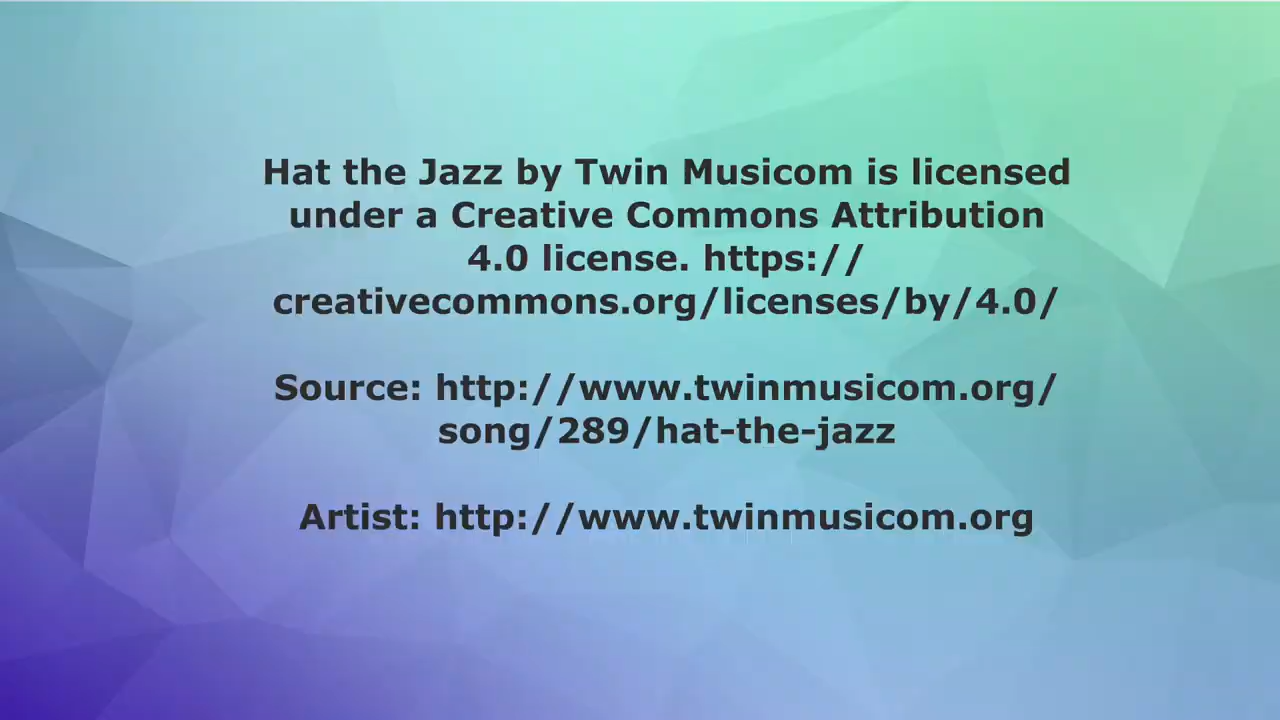 Hat the Jazz by Twin Musicom is licensed
under a Creative Commons Attribution
4.0 license. https://
creativecommons.org/licenses/by/4.0/
Source: http://www.twinmusicom.org/
song/289/hat-the-jazz
Artist: http://www.twinmusicom.org